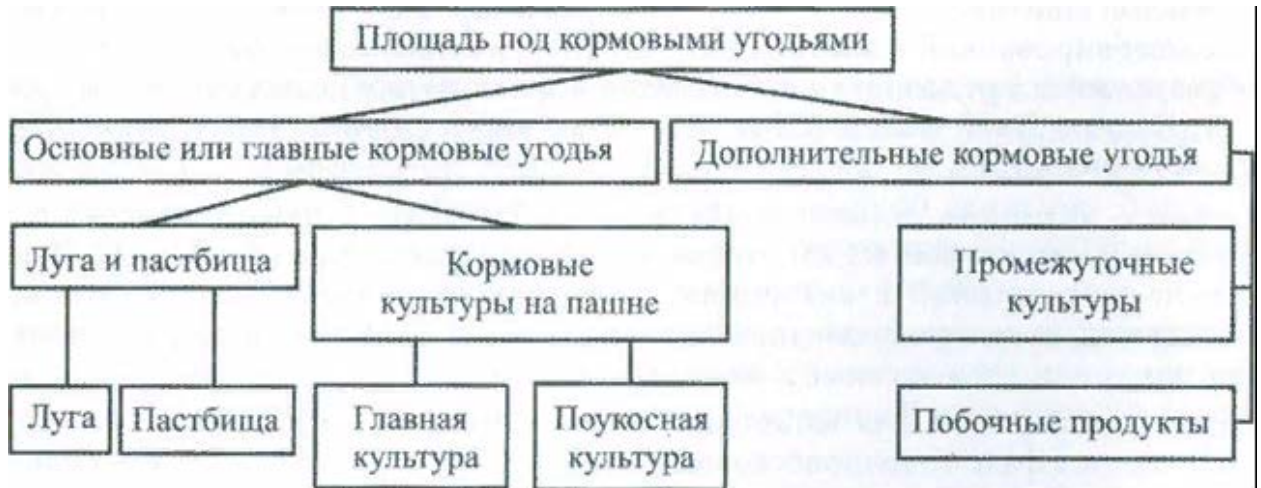 Площадь под кормовыми угодьями
Основные или главные кормовые угодья
Дополнительные кормовые угодья
Луга и пастбища
Кормовые
культуры на пашне
Промежуточные
культуры
Луга
Пастбища
Главная
культура
Поукосная
культура
Побочные продукты